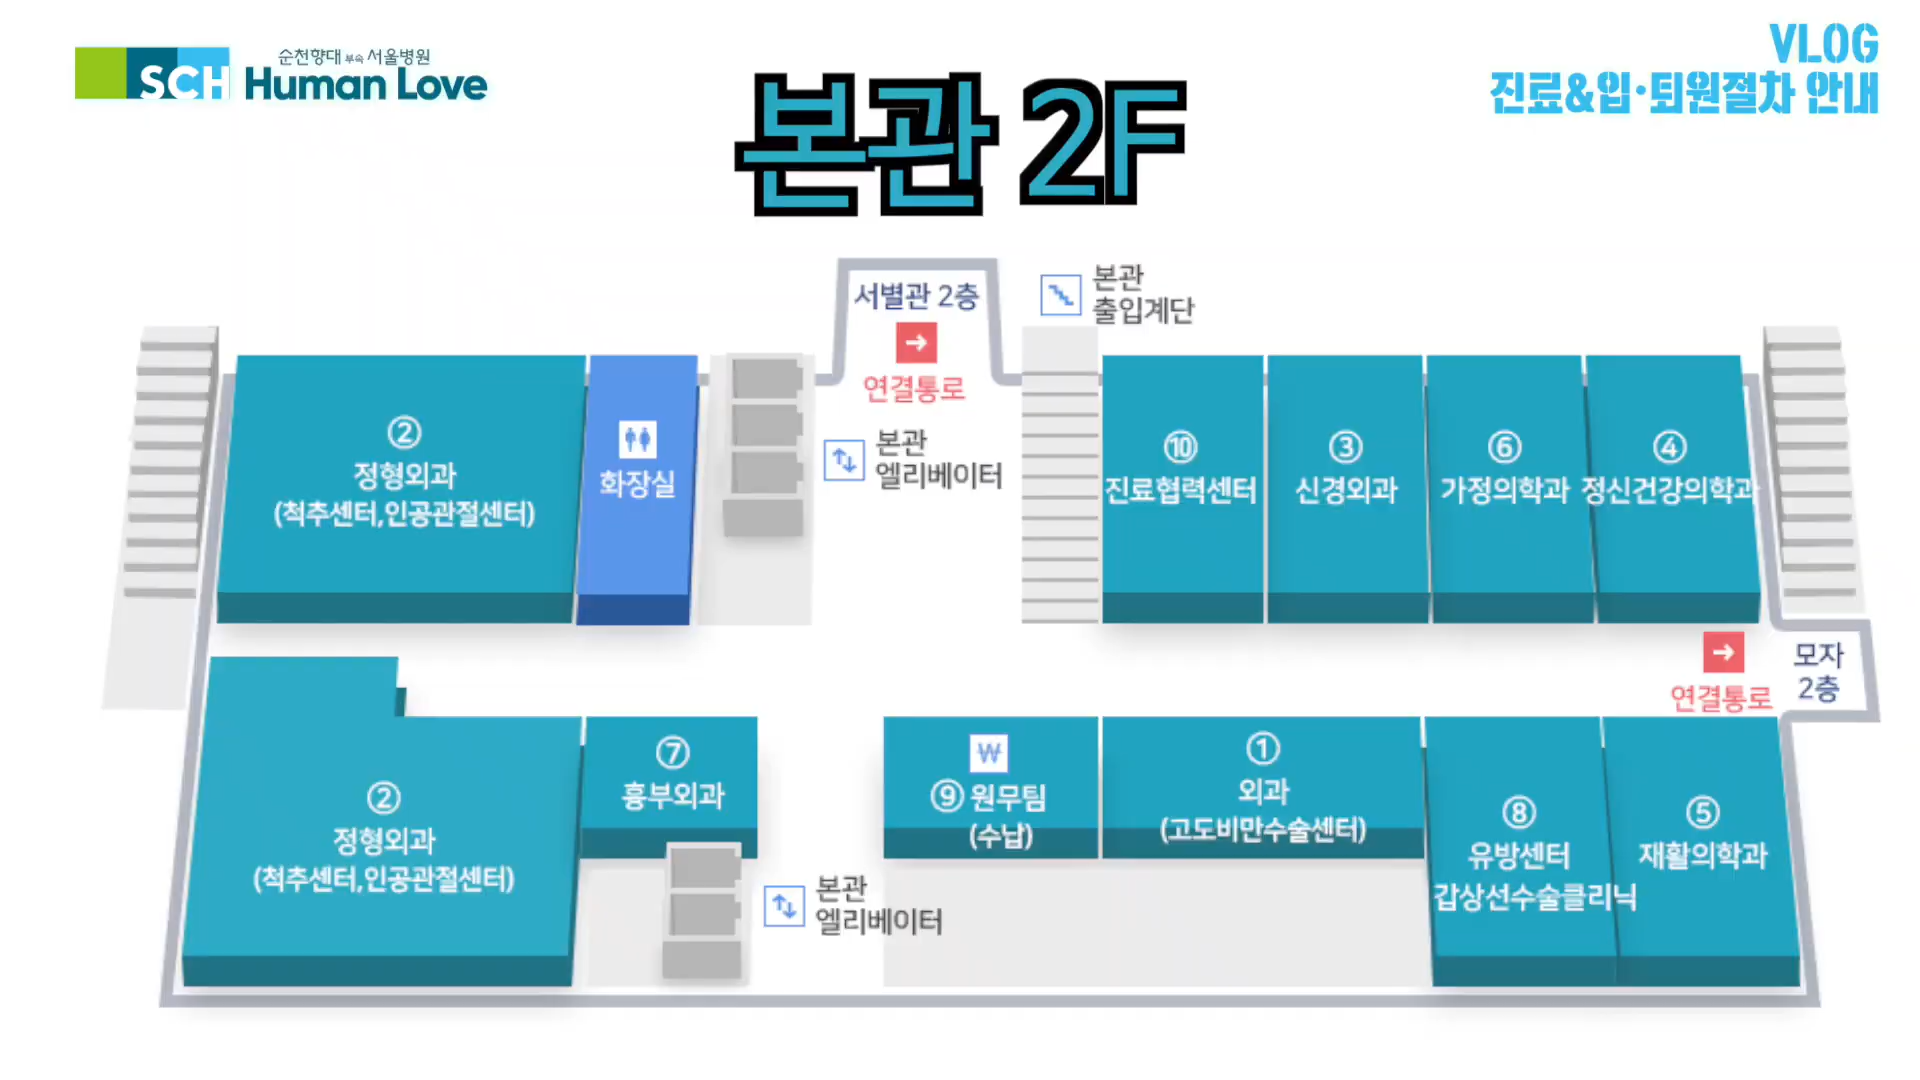 순천향대 부속 서울병원
SCH Human Love
VLOG
진료&입·퇴원절차 안내
본관 2F
서별관 2층
연결통로
본관
출입계단
②
정형외과
(척추센터,인공관절센터)
화장실
본관
엘리베이터
⑩
진료협력센터
③
신경외과
⑥
가정의학과
④
정신건강의학과
연결통로
모자
2층
②
정형외과
(척추센터,인공관절센터)
⑦
흉부외과
본관
엘리베이터
₩
⑨ 원무팀
(수납)
①
외과
(고도비만수술센터)
⑧
유방센터
갑상선수술클리닉
⑤
재활의학과